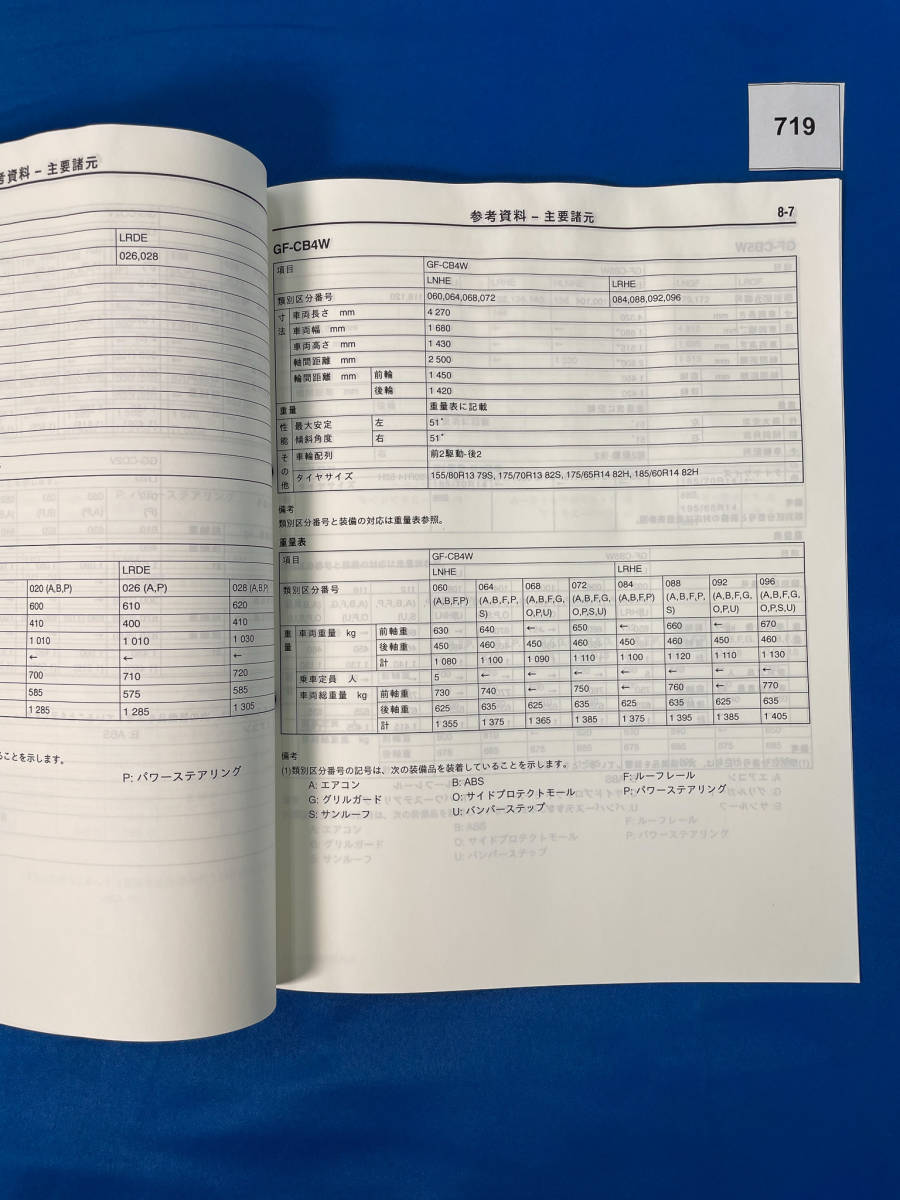 719
考資料 – 主要諸元
LRDE
026,028
LRDE
020 (A,B,P) 026 (A,P) 028 (A,B,P)
600 610 620
410 400 410
1 010 1 010 1 030
← ← ←
700 710 720
585 575 585
1 285 1 285 1 305
ることを示します。
P: パワーステアリング
参考資料 – 主要諸元 8-7
GF-CB4W
項目 GF-CB4W
LNHE LRHE
類別区分番号 060,064,068,072 084,088,092,096
寸法 車両長さ mm 4 270
車両幅 mm 1 680
車両高さ mm 1 430
軸間距離 mm 2 500
輪間距離 mm 前輪 1 450
後輪 1 420
重量 重量表に記載
性能 最大安定傾斜角度 左 51°
右 51°
その他 車輪配列 前2駆動-後2
タイヤサイズ 155/80R13 79S, 175/70R13 82S, 175/65R14 82H, 185/60R14 82H
備考
類別区分番号と装備の対応は重量表参照。
重量表
項目 GF-CB4W
LNHE LRHE
類別区分番号 060 (A,B,F,P) 064 (A,B,F,P,S) 068 (A,B,F,G,O,P,U) 072 (A,B,F,G,O,P,S,U) 084 (A,B,F,P) 088 (A,B,F,P,S) 092 (A,B,F,G,O,P,U) 096 (A,B,F,G,O,P,S,U)
重量 車両重量 kg 前軸重 630 640 ← 650 ← 660 ← 670
後軸重 450 460 450 460 450 460 450 460
計 1 080 1 100 1 090 1 110 1 100 1 120 1 110 1 130
乗車定員 人 5 ← ← ← ← ← ← ←
車両総重量 kg 前軸重 730 740 ← 750 ← 760 ← 770
後軸重 625 635 625 635 625 635 625 635
計 1 355 1 375 1 365 1 385 1 375 1 395 1 385 1 405
備考
(1)類別区分番号の記号は、次の装備品を装着していることを示します。
A: エアコン B: ABS F: ルーフレール
G: グリルガード O: サイドプロテクトモール P: パワーステアリング
S: サンルーフ U: バンパーステップ